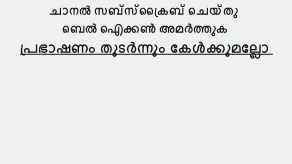 ചാനൽ സബ്സ്ക്രൈബ് ചെയ്തു
ബെൽ ഐക്കൺ അമർത്തുക
പ്രഭാഷണം തുടർന്നും കേൾക്കുമല്ലോ